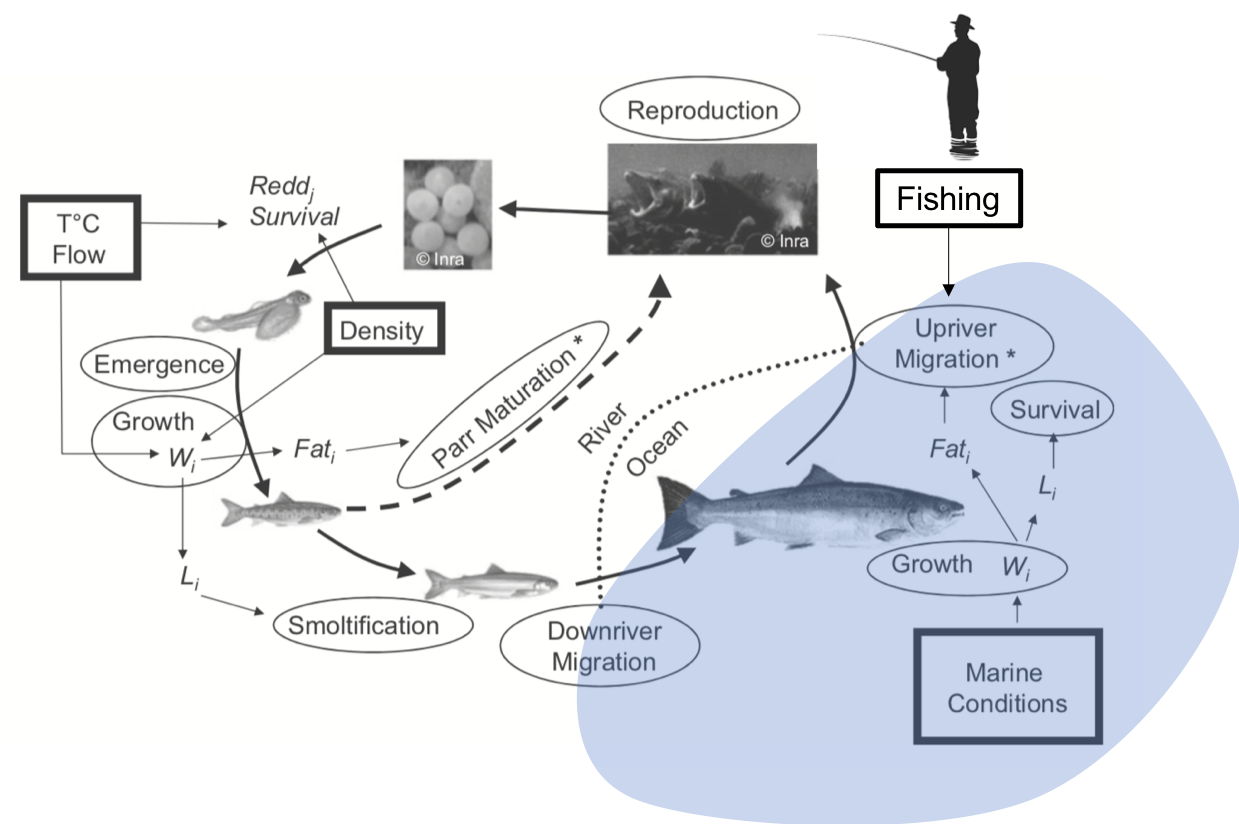 Reproduction
© Inra
© Inra
Fishing
T°C
Flow
Redd_j
Survival
Density
Emergence
Growth
W_i
Fat_i
Parr Maturation *
River
Ocean
Upriver
Migration *
Survival
Fat_i
L_i
Growth W_i
L_i
Smoltification
Downriver
Migration
Marine
Conditions